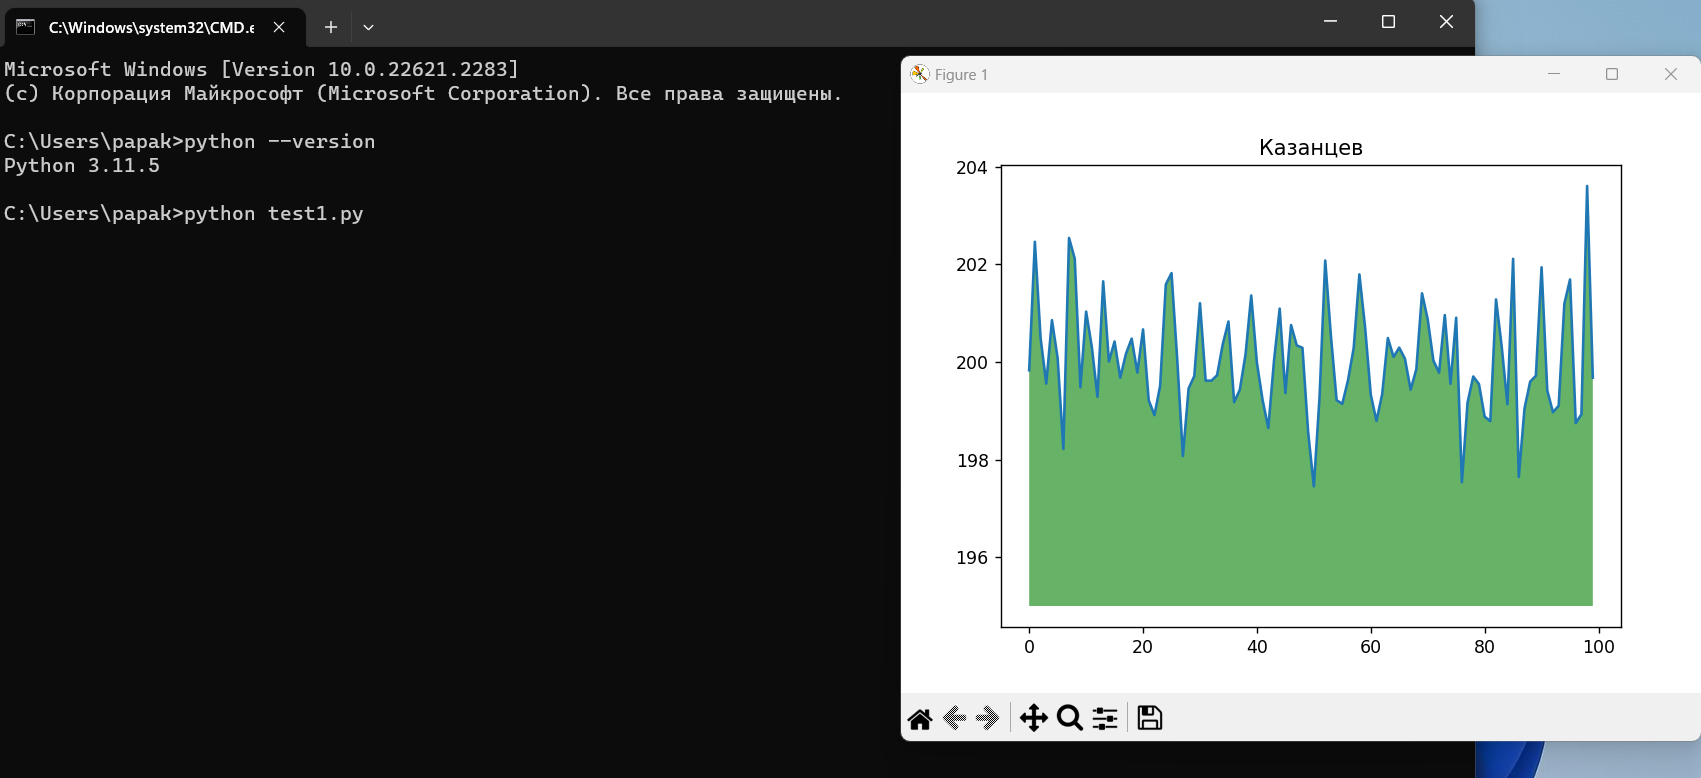 C:\Windows\system32\CMD.e
Microsoft Windows [Version 10.0.22621.2283]
(c) Корпорация Майкрософт (Microsoft Corporation). Все права защищены.
C:\Users\papak>python --version
Python 3.11.5
C:\Users\papak>python test1.py
Figure 1
Казанцев
204
202
200
198
196
0 20 40 60 80 100